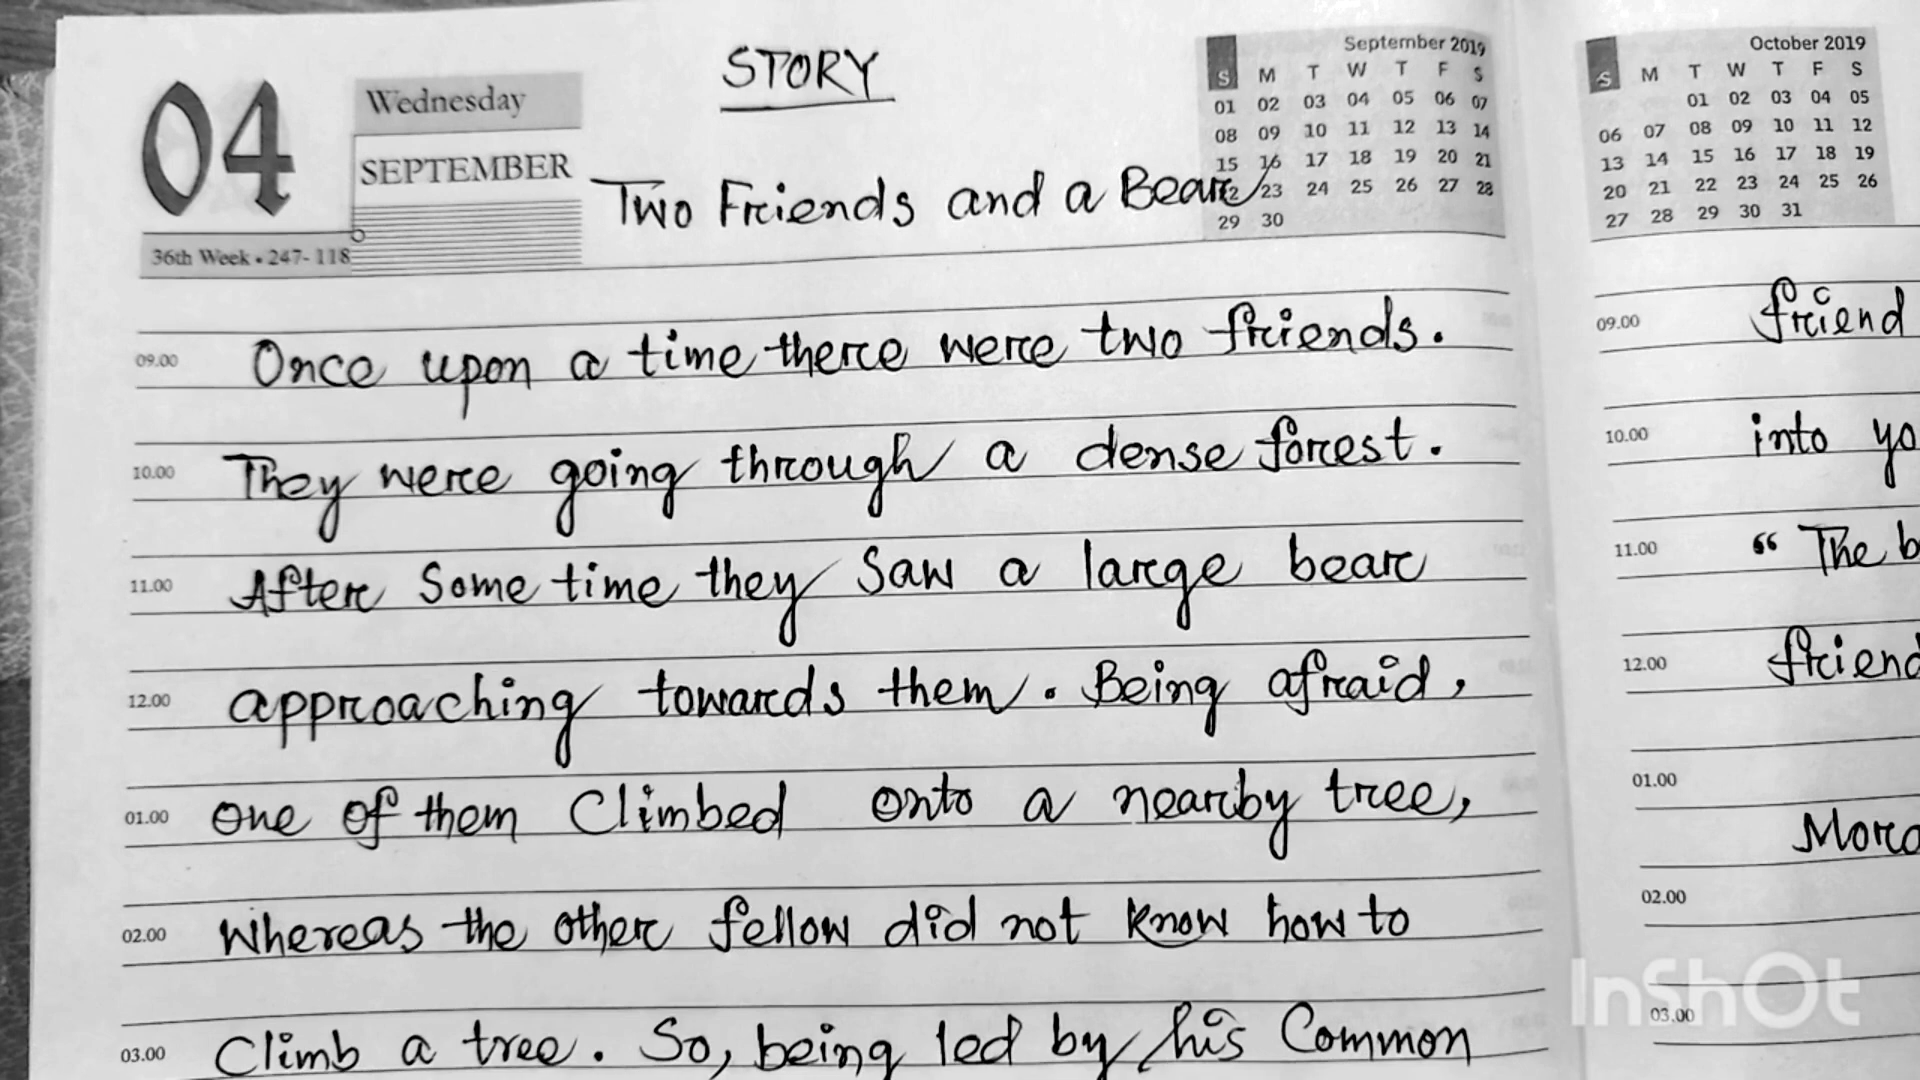 STORY
04
Wednesday
SEPTEMBER
36th Week • 247-118
Two Friends and a Bear
September 2019
S M T W T F S
01 02 03 04 05 06 07
08 09 10 11 12 13 14
15 16 17 18 19 20 21
23 24 25 26 27 28
29 30
09.00 Once upon a time there were two friends.
10.00 They were going through a dense forest.
11.00 After some time they saw a large bear
12.00 approaching towards them. Being afraid,
01.00 one of them climbed onto a nearby tree,
02.00 whereas the other fellow did not know how to
03.00 climb a tree. So, being led by his common
October 2019
S M T W T F S
01 02 03 04 05
06 07 08 09 10 11 12
13 14 15 16 17 18 19
20 21 22 23 24 25 26
27 28 29 30 31
09.00 friend
10.00 into yo
11.00 "The b
12.00 friend
01.00
Mora
02.00
03.00
InShOt